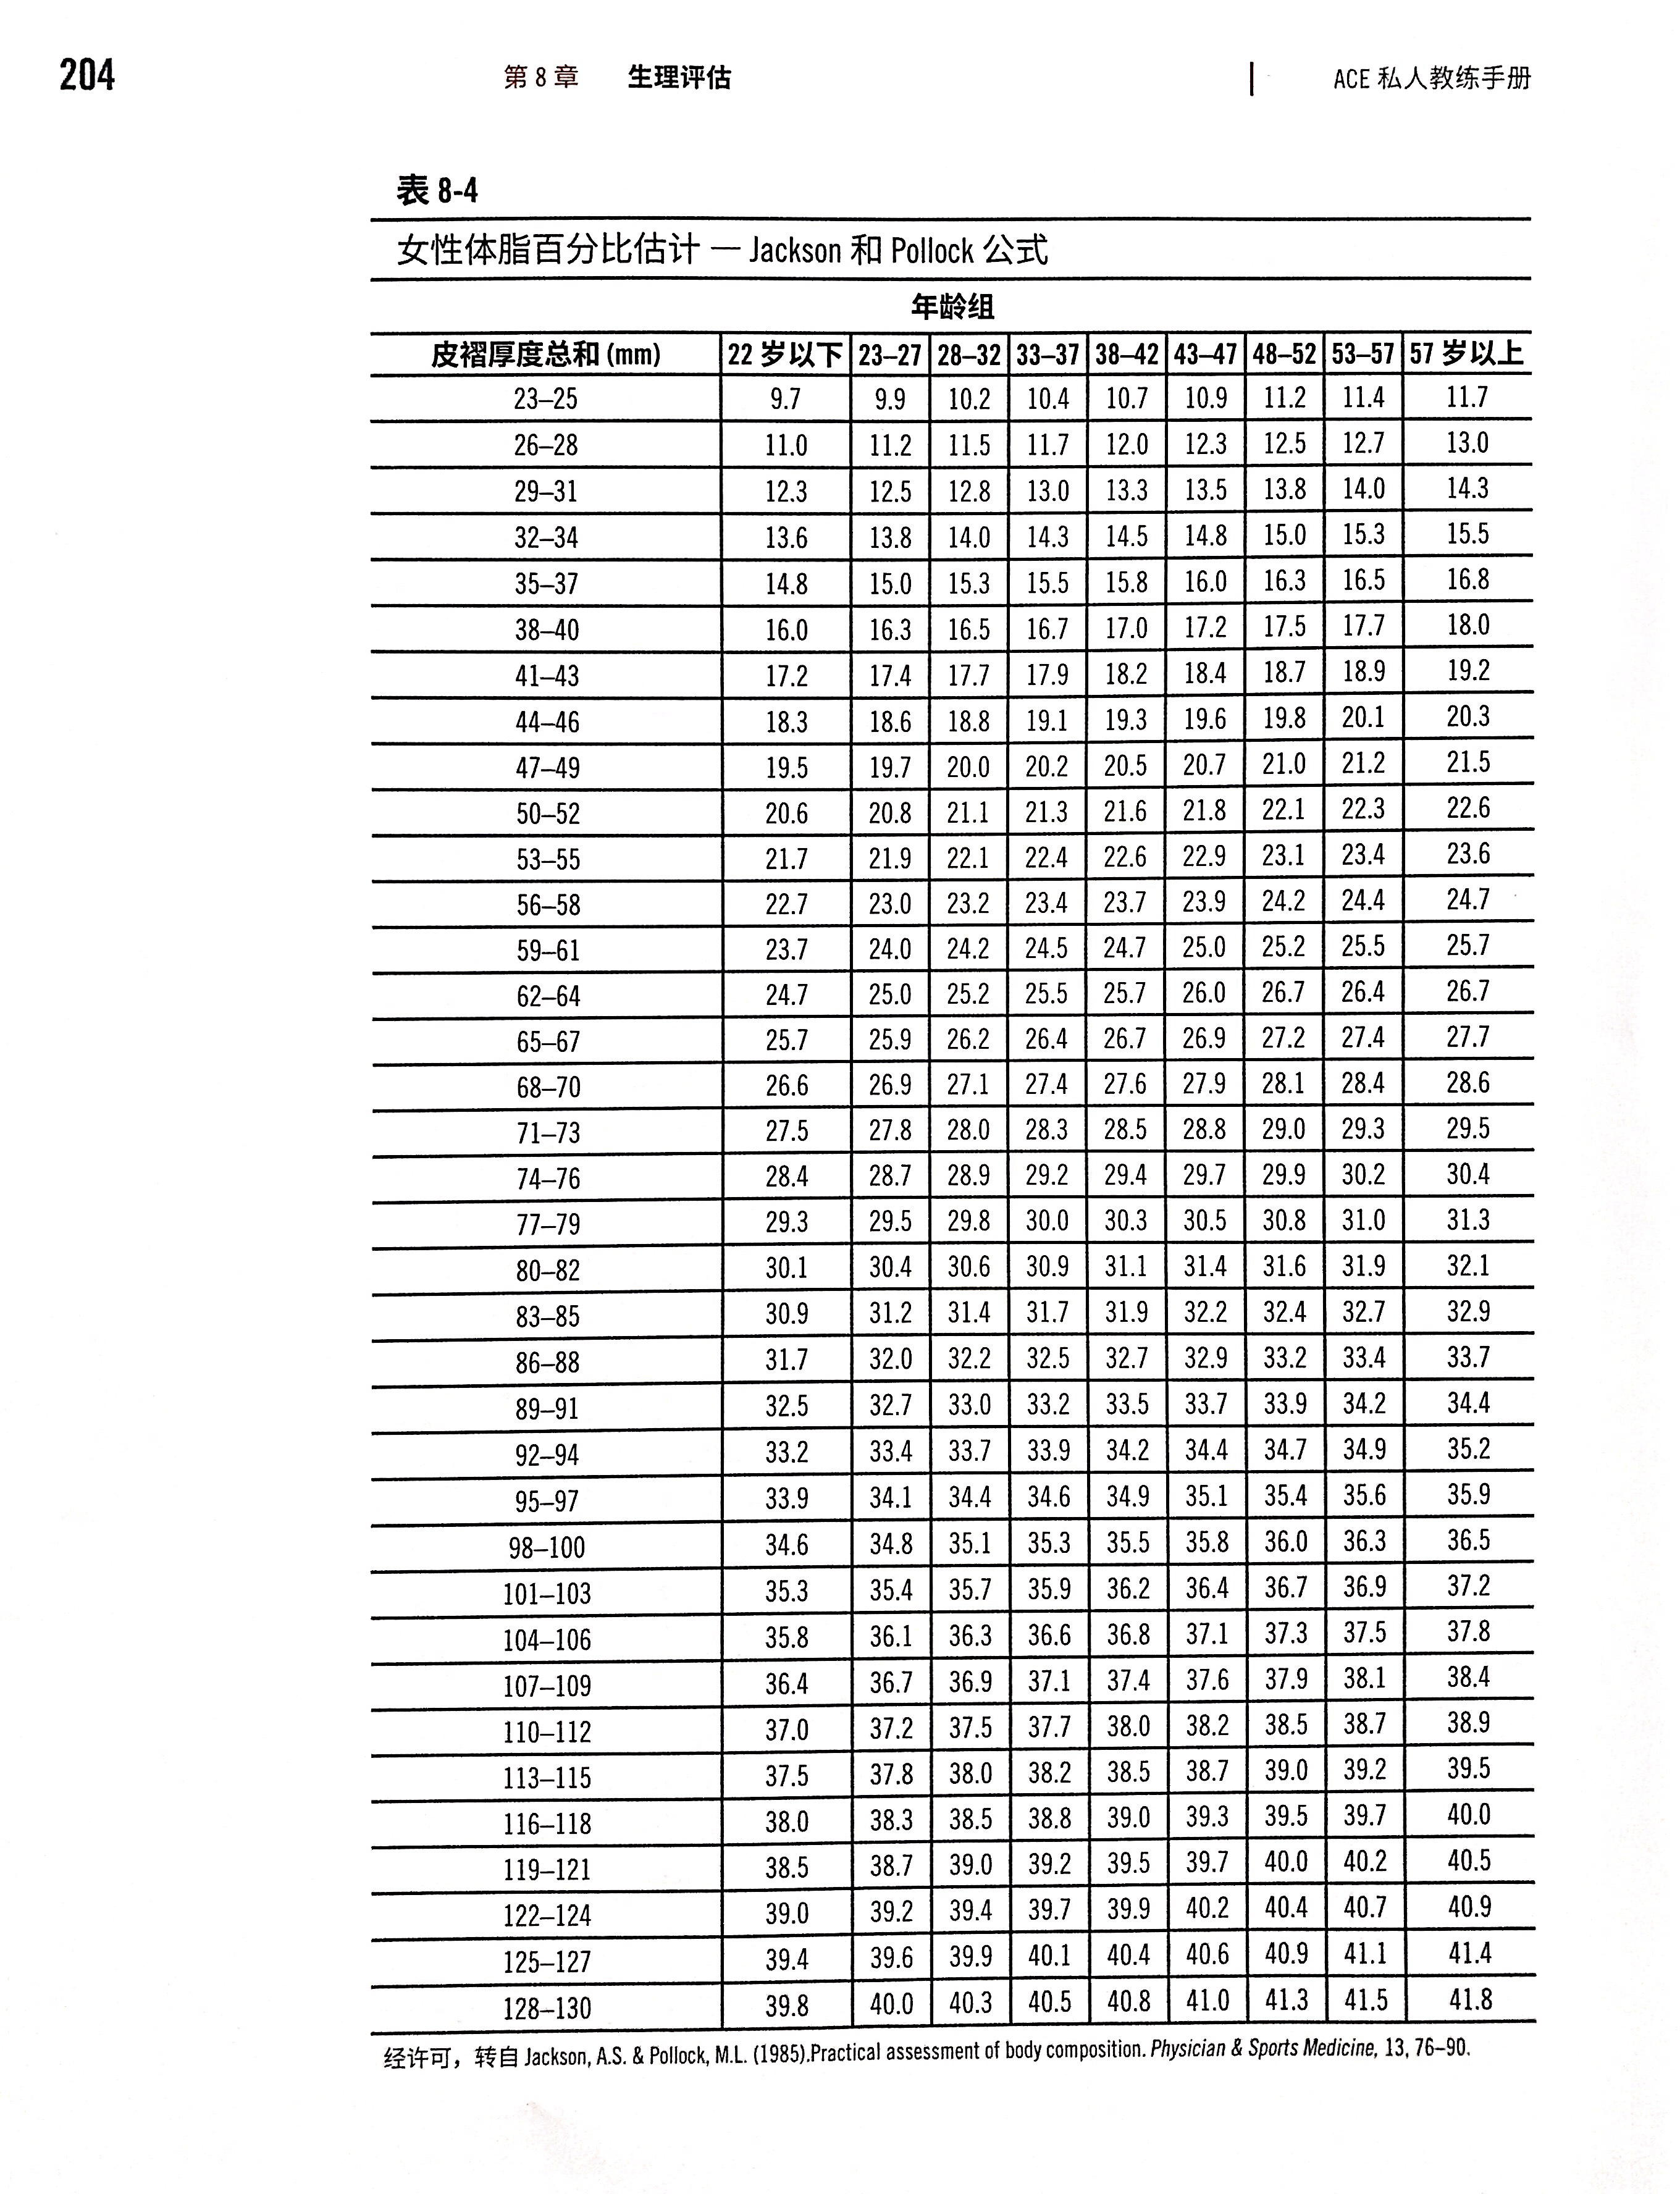 204 第 8 章 生理评估 | ACE 私人教练手册
表 8-4
女性体脂百分比估计 — Jackson 和 Pollock 公式
年龄组
皮褶厚度总和 (mm) 22 岁以下 23–27 28–32 33–37 38–42 43–47 48–52 53–57 57 岁以上
23–25 9.7 9.9 10.2 10.4 10.7 10.9 11.2 11.4 11.7
26–28 11.0 11.2 11.5 11.7 12.0 12.3 12.5 12.7 13.0
29–31 12.3 12.5 12.8 13.0 13.3 13.5 13.8 14.0 14.3
32–34 13.6 13.8 14.0 14.3 14.5 14.8 15.0 15.3 15.5
35–37 14.8 15.0 15.3 15.5 15.8 16.0 16.3 16.5 16.8
38–40 16.0 16.3 16.5 16.7 17.0 17.2 17.5 17.7 18.0
41–43 17.2 17.4 17.7 17.9 18.2 18.4 18.7 18.9 19.2
44–46 18.3 18.6 18.8 19.1 19.3 19.6 19.8 20.1 20.3
47–49 19.5 19.7 20.0 20.2 20.5 20.7 21.0 21.2 21.5
50–52 20.6 20.8 21.1 21.3 21.6 21.8 22.1 22.3 22.6
53–55 21.7 21.9 22.1 22.4 22.6 22.9 23.1 23.4 23.6
56–58 22.7 23.0 23.2 23.4 23.7 23.9 24.2 24.4 24.7
59–61 23.7 24.0 24.2 24.5 24.7 25.0 25.2 25.5 25.7
62–64 24.7 25.0 25.2 25.5 25.7 26.0 26.7 26.4 26.7
65–67 25.7 25.9 26.2 26.4 26.7 26.9 27.2 27.4 27.7
68–70 26.6 26.9 27.1 27.4 27.6 27.9 28.1 28.4 28.6
71–73 27.5 27.8 28.0 28.3 28.5 28.8 29.0 29.3 29.5
74–76 28.4 28.7 28.9 29.2 29.4 29.7 29.9 30.2 30.4
77–79 29.3 29.5 29.8 30.0 30.3 30.5 30.8 31.0 31.3
80–82 30.1 30.4 30.6 30.9 31.1 31.4 31.6 31.9 32.1
83–85 30.9 31.2 31.4 31.7 31.9 32.2 32.4 32.7 32.9
86–88 31.7 32.0 32.2 32.5 32.7 32.9 33.2 33.4 33.7
89–91 32.5 32.7 33.0 33.2 33.5 33.7 33.9 34.2 34.4
92–94 33.2 33.4 33.7 33.9 34.2 34.4 34.7 34.9 35.2
95–97 33.9 34.1 34.4 34.6 34.9 35.1 35.4 35.6 35.9
98–100 34.6 34.8 35.1 35.3 35.5 35.8 36.0 36.3 36.5
101–103 35.3 35.4 35.7 35.9 36.2 36.4 36.7 36.9 37.2
104–106 35.8 36.1 36.3 36.6 36.8 37.1 37.3 37.5 37.8
107–109 36.4 36.7 36.9 37.1 37.4 37.6 37.9 38.1 38.4
110–112 37.0 37.2 37.5 37.7 38.0 38.2 38.5 38.7 38.9
113–115 37.5 37.8 38.0 38.2 38.5 38.7 39.0 39.2 39.5
116–118 38.0 38.3 38.5 38.8 39.0 39.3 39.5 39.7 40.0
119–121 38.5 38.7 39.0 39.2 39.5 39.7 40.0 40.2 40.5
122–124 39.0 39.2 39.4 39.7 39.9 40.2 40.4 40.7 40.9
125–127 39.4 39.6 39.9 40.1 40.4 40.6 40.9 41.1 41.4
128–130 39.8 40.0 40.3 40.5 40.8 41.0 41.3 41.5 41.8
经许可，转自 Jackson, A.S. & Pollock, M.L. (1985).Practical assessment of body composition. Physician & Sports Medicine, 13, 76–90.